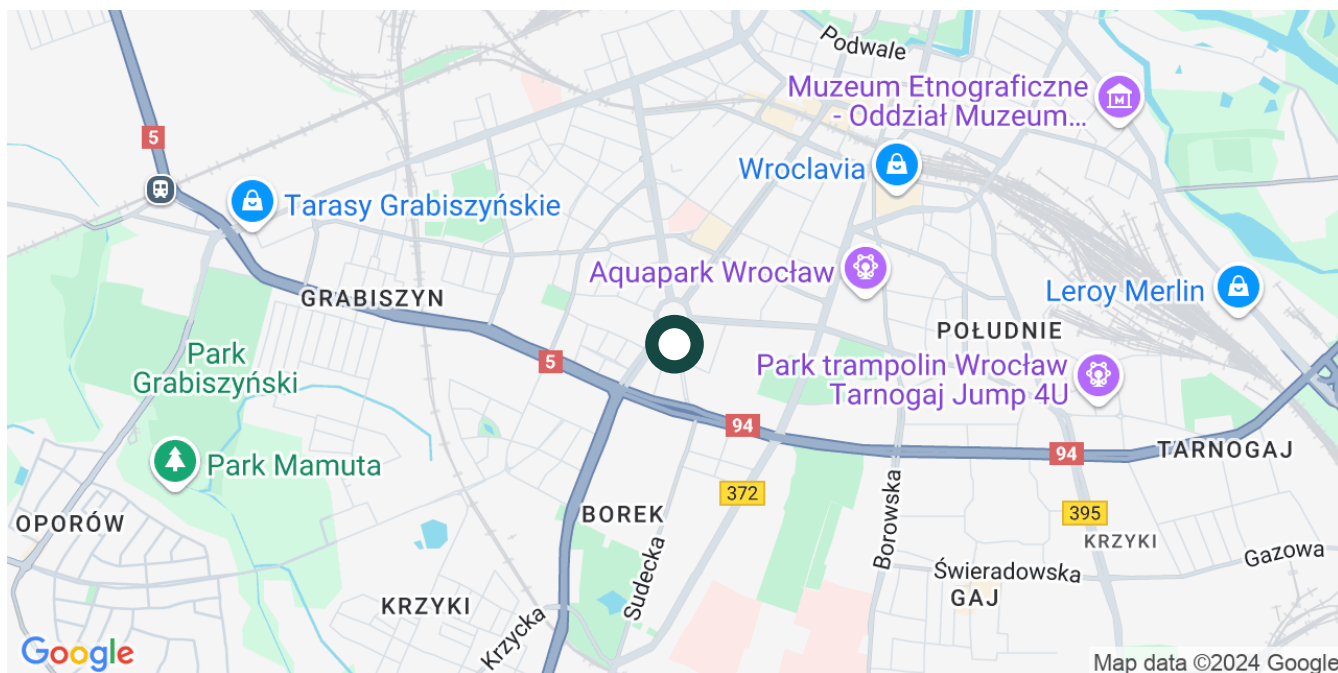 Podwale
Muzeum Etnograficzne
- Oddział Muzeum...
5
Wroclavia
Tarasy Grabiszyńskie
Aquapark Wrocław
Leroy Merlin
GRABISZYN
POŁUDNIE
Park
Grabiszyński
5
Park trampolin Wrocław
Tarnogaj Jump 4U
94
94
TARNOGAJ
Park Mamuta
372
395
OPORÓW
BOREK
KRZYKI
Borowska
Gazowa
Świeradowska
GAJ
Sudecka
KRZYKI
Krzycka
Google
Map data ©2024 Google